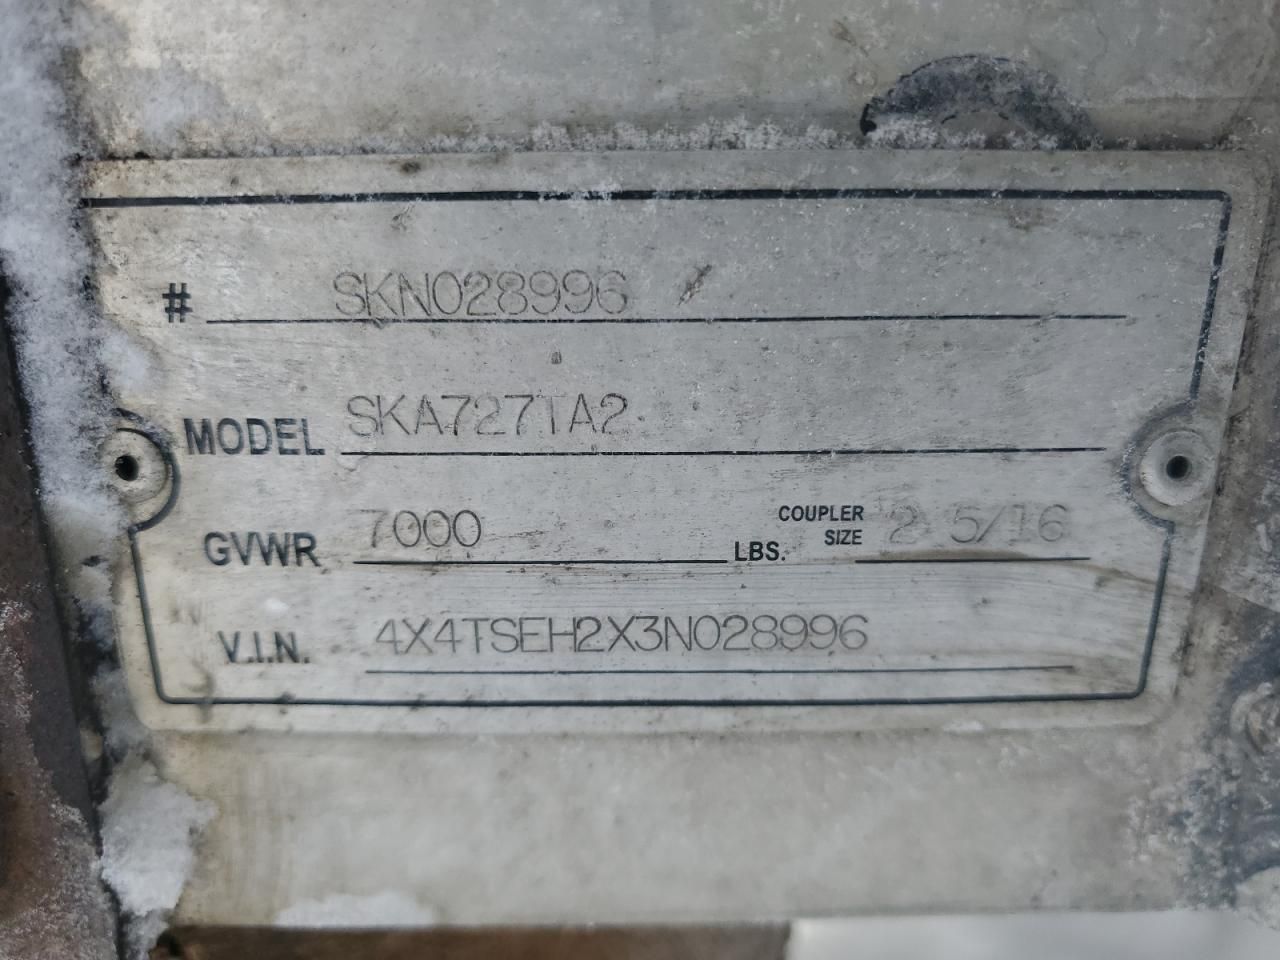 # SKN028996
MODEL SKA727TA2
GVWR 7000 LBS. COUPLER SIZE 2 5/16
V.I.N. 4X4TSEH2X3N028996